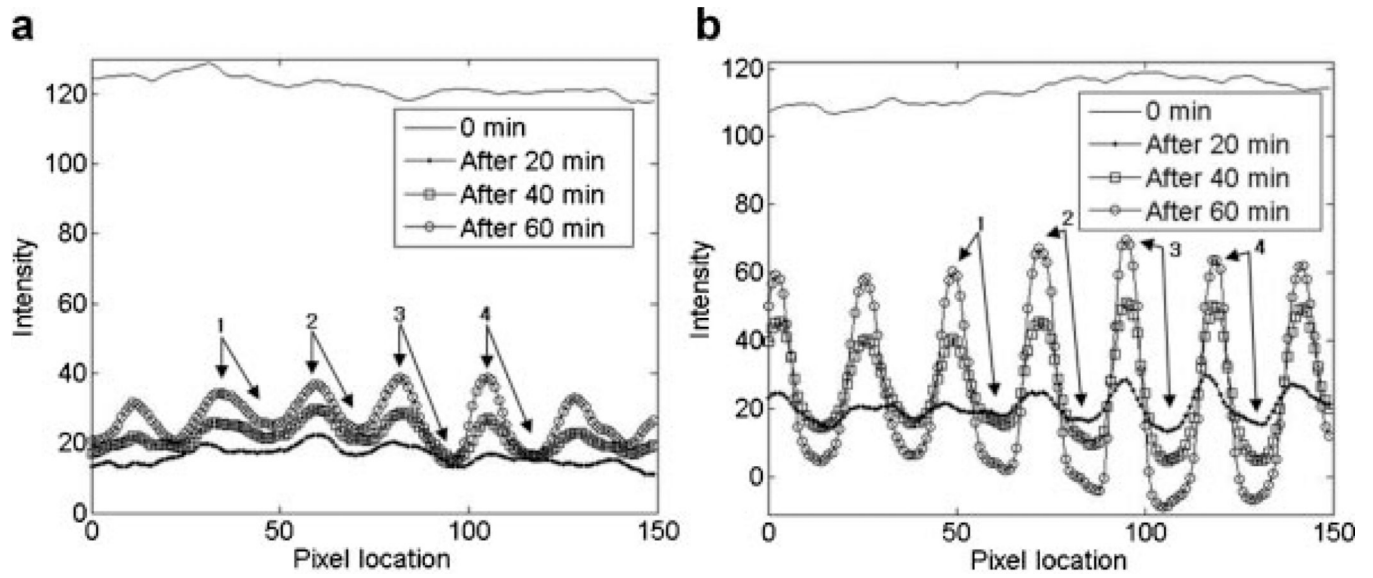 a
120
100
80
60
40
20
0
0 50 100 150
Intensity
Pixel location
0 min
After 20 min
After 40 min
After 60 min
1 2 3 4
b
120
100
80
60
40
20
0
0 50 100 150
Intensity
Pixel location
0 min
After 20 min
After 40 min
After 60 min
1 2 3 4